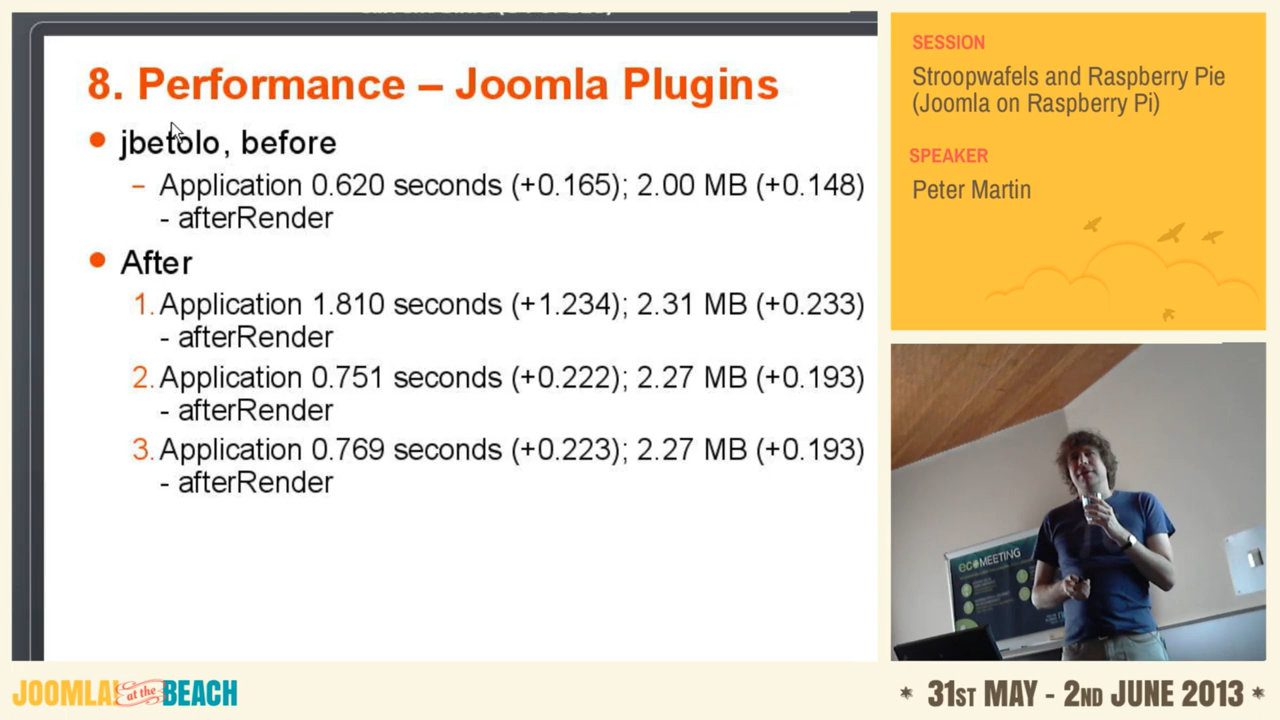 8. Performance – Joomla Plugins
jbetolo, before
– Application 0.620 seconds (+0.165); 2.00 MB (+0.148)
- afterRender
After
1. Application 1.810 seconds (+1.234); 2.31 MB (+0.233)
- afterRender
2. Application 0.751 seconds (+0.222); 2.27 MB (+0.193)
- afterRender
3. Application 0.769 seconds (+0.223); 2.27 MB (+0.193)
- afterRender
SESSION
Stroopwafels and Raspberry Pie
(Joomla on Raspberry Pi)
SPEAKER
Peter Martin
ecoMEETING
JOOMLA! at the BEACH
* 31ST MAY - 2ND JUNE 2013 *